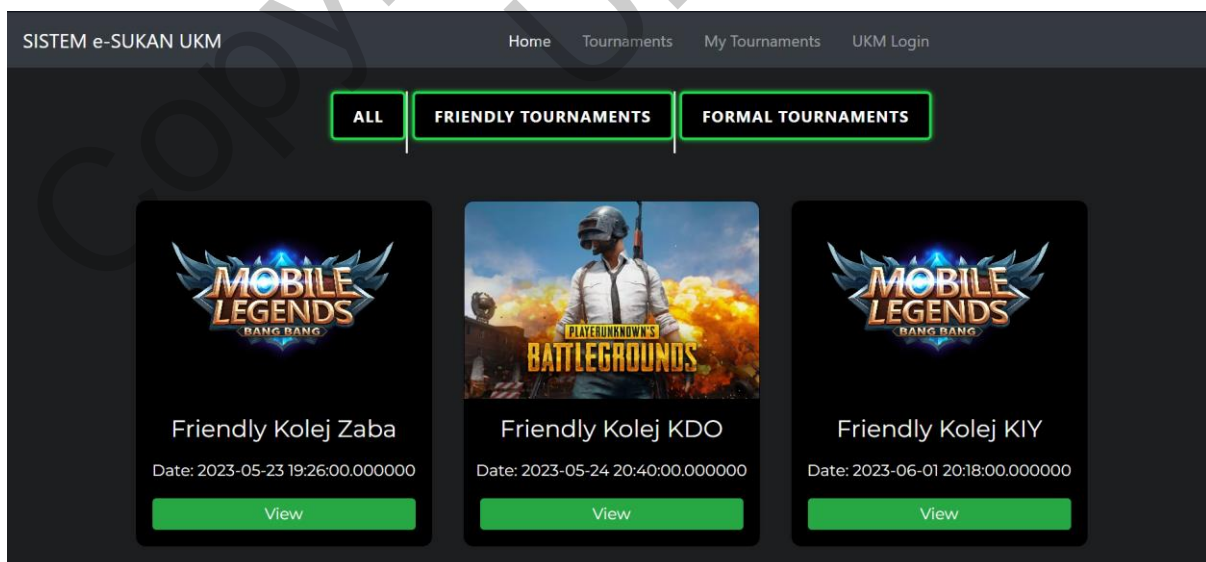 SISTEM e-SUKAN UKM Home Tournaments My Tournaments UKM Login
ALL FRIENDLY TOURNAMENTS FORMAL TOURNAMENTS
MOBILE
LEGENDS
BANG BANG
PLAYERUNKNOWN'S
BATTLEGROUNDS
MOBILE
LEGENDS
BANG BANG
Friendly Kolej Zaba Friendly Kolej KDO Friendly Kolej KIY
Date: 2023-05-23 19:26:00.000000 Date: 2023-05-24 20:40:00.000000 Date: 2023-06-01 20:18:00.000000
View View View